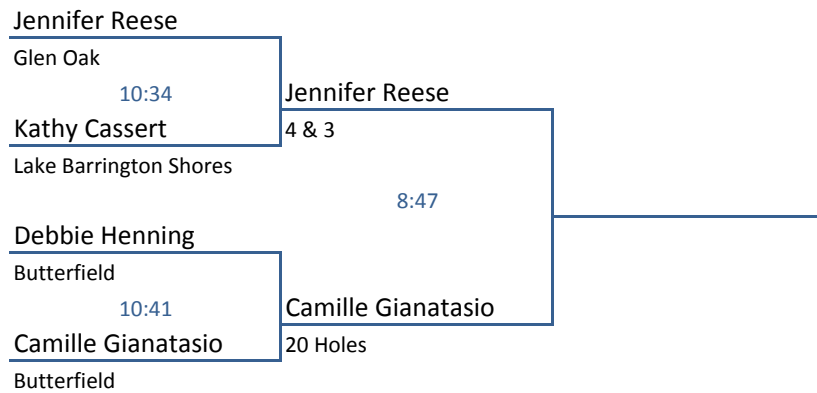 Jennifer Reese
Glen Oak
10:34
Jennifer Reese
Kathy Cassert
4 & 3
Lake Barrington Shores
8:47
Debbie Henning
Butterfield
10:41
Camille Gianatasio
Camille Gianatasio
20 Holes
Butterfield